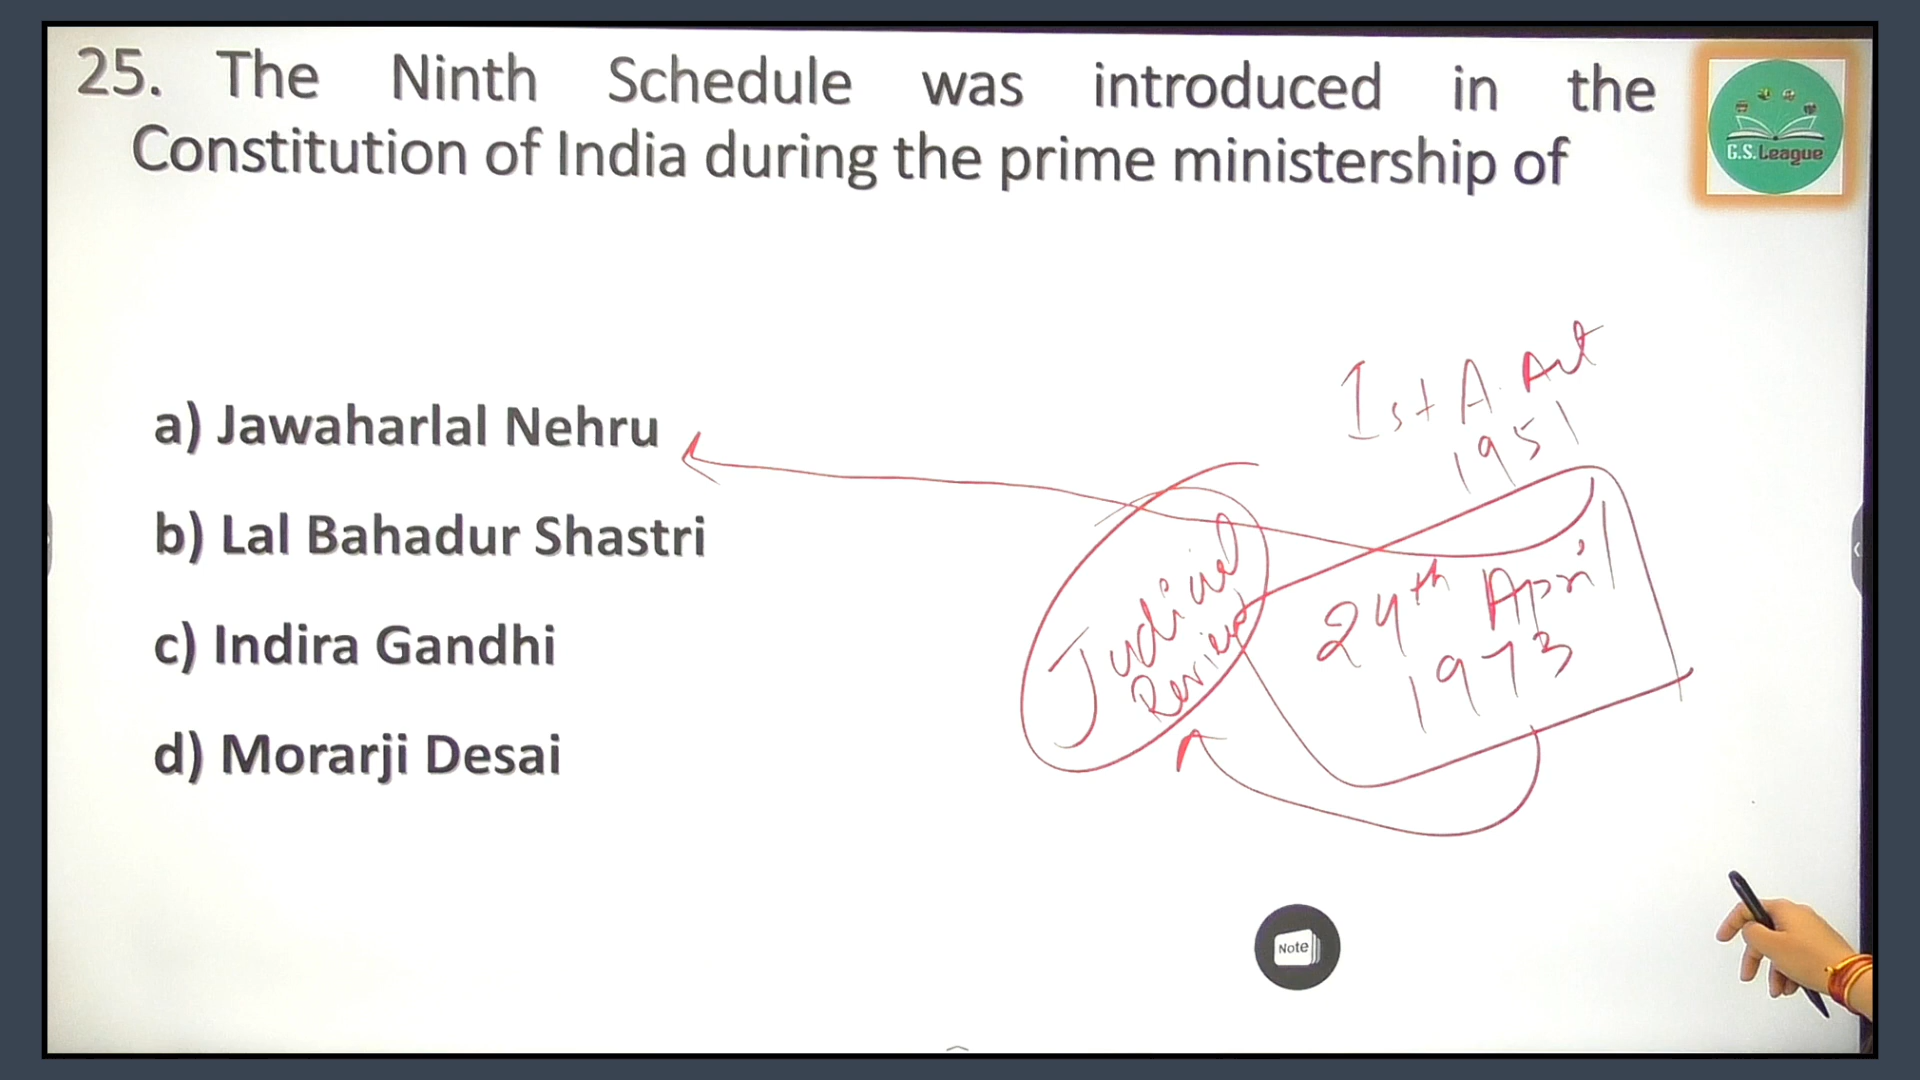 25. The Ninth Schedule was introduced in the
Constitution of India during the prime ministership of
G.S.League
a) Jawaharlal Nehru
b) Lal Bahadur Shastri
c) Indira Gandhi
d) Morarji Desai
Ist A. Act
1951
Judicial
Review
24th April
1973
Note